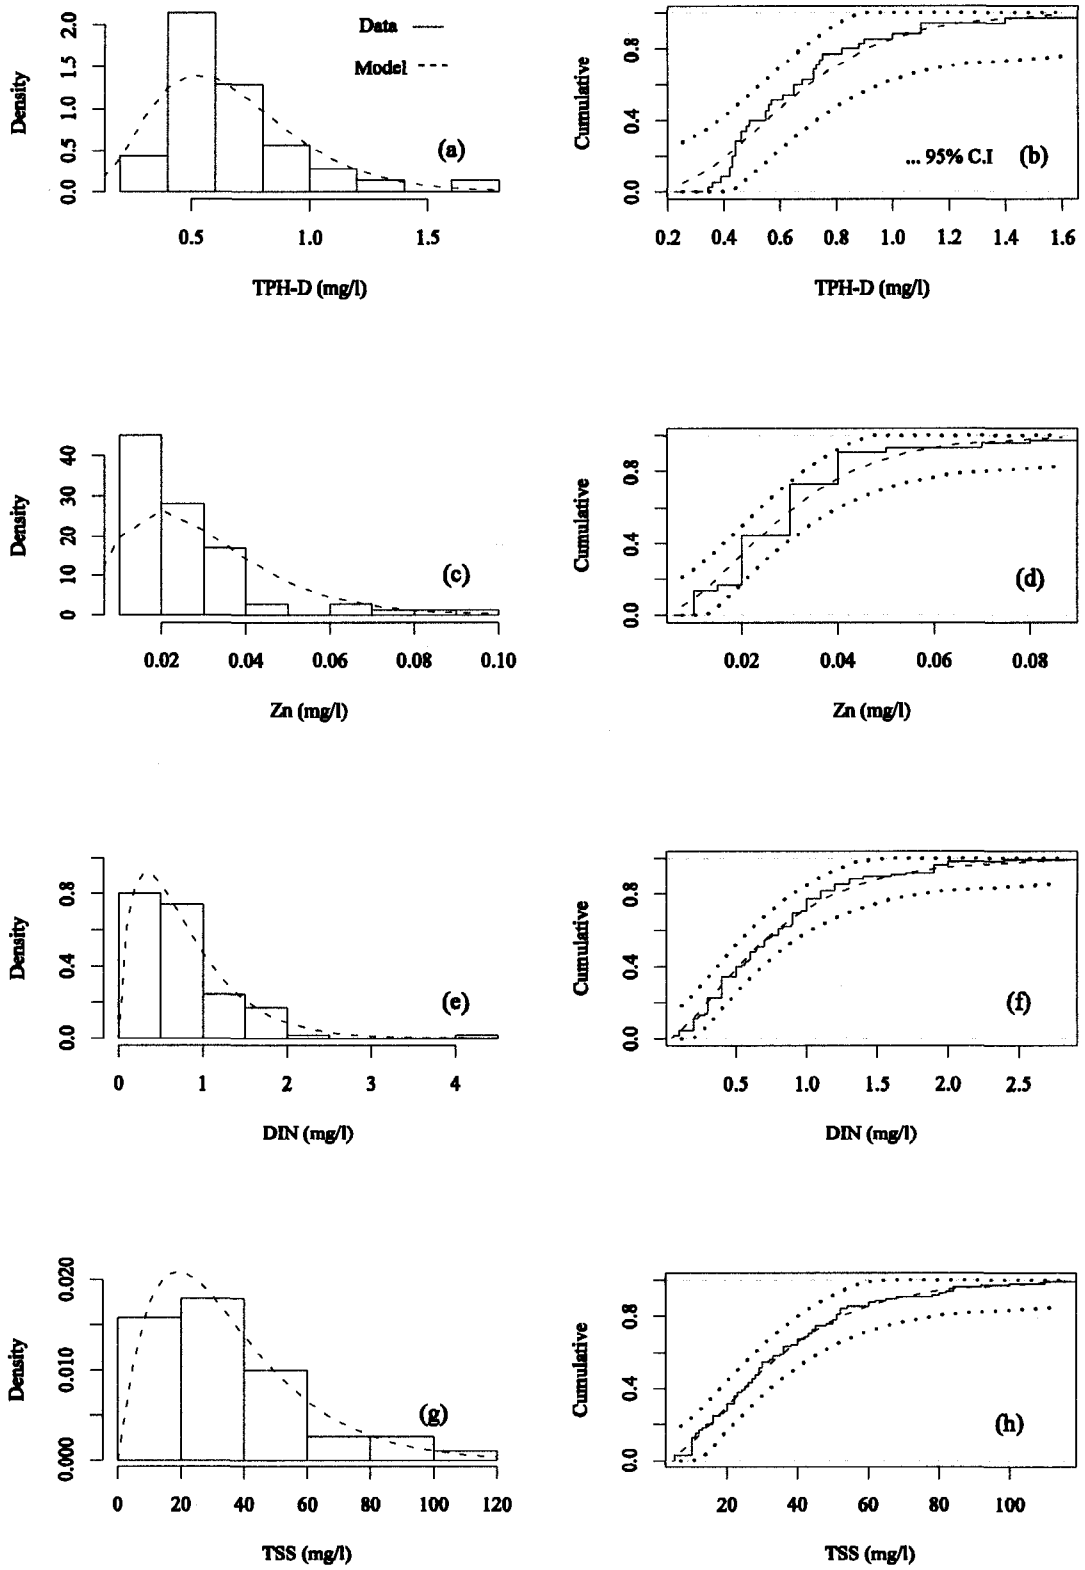 Density
2.0
1.5
1.0
0.5
0.0
Data
Model
(a)
0.5 1.0 1.5
TPH-D (mg/l)
Cumulative
0.8
0.4
0.0
... 95% C.I (b)
0.2 0.4 0.6 0.8 1.0 1.2 1.4 1.6
TPH-D (mg/l)
Density
40
30
20
10
0
(c)
0.02 0.04 0.06 0.08 0.10
Zn (mg/l)
Cumulative
0.8
0.4
0.0
(d)
0.02 0.04 0.06 0.08
Zn (mg/l)
Density
0.8
0.4
0.0
(e)
0 1 2 3 4
DIN (mg/l)
Cumulative
0.8
0.4
0.0
(f)
0.5 1.0 1.5 2.0 2.5
DIN (mg/l)
Density
0.020
0.010
0.000
(g)
0 20 40 60 80 100 120
TSS (mg/l)
Cumulative
0.8
0.4
0.0
(h)
20 40 60 80 100
TSS (mg/l)